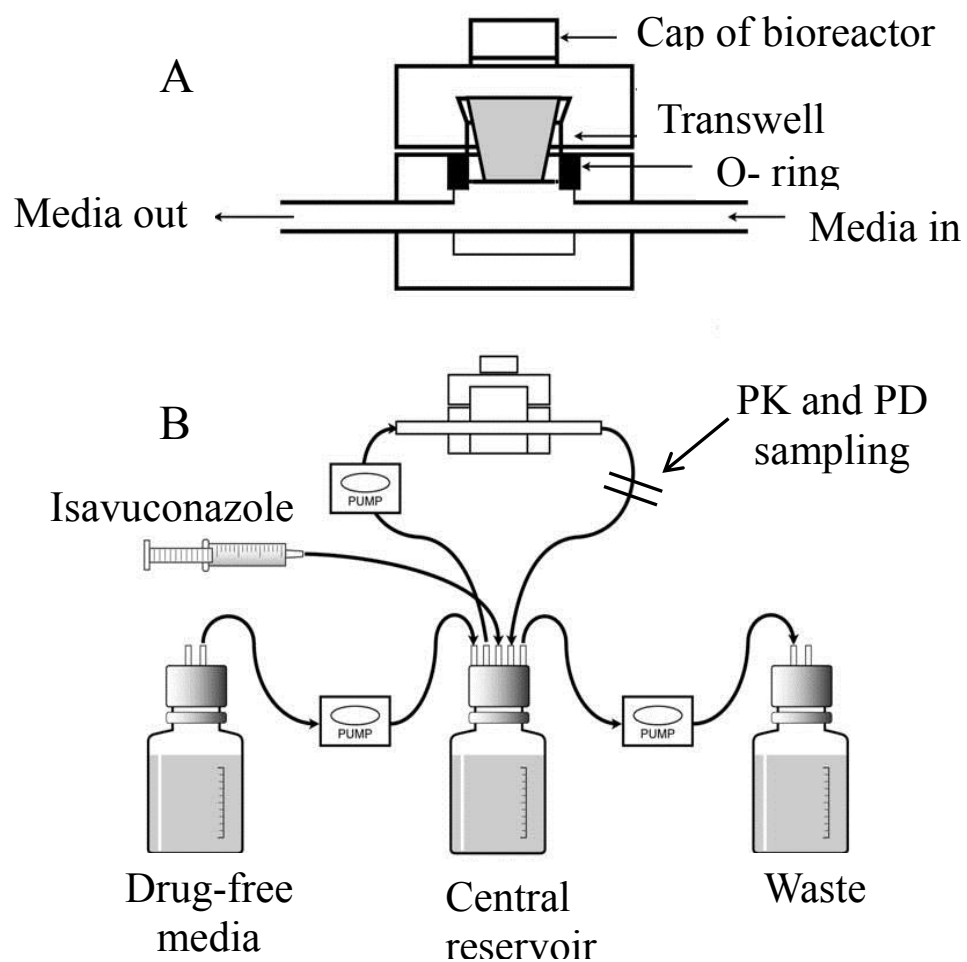 A
Cap of bioreactor
Transwell
O- ring
Media out
Media in
B
PK and PD
sampling
PUMP
Isavuconazole
PUMP
PUMP
Drug-free
media
Central
reservoir
Waste